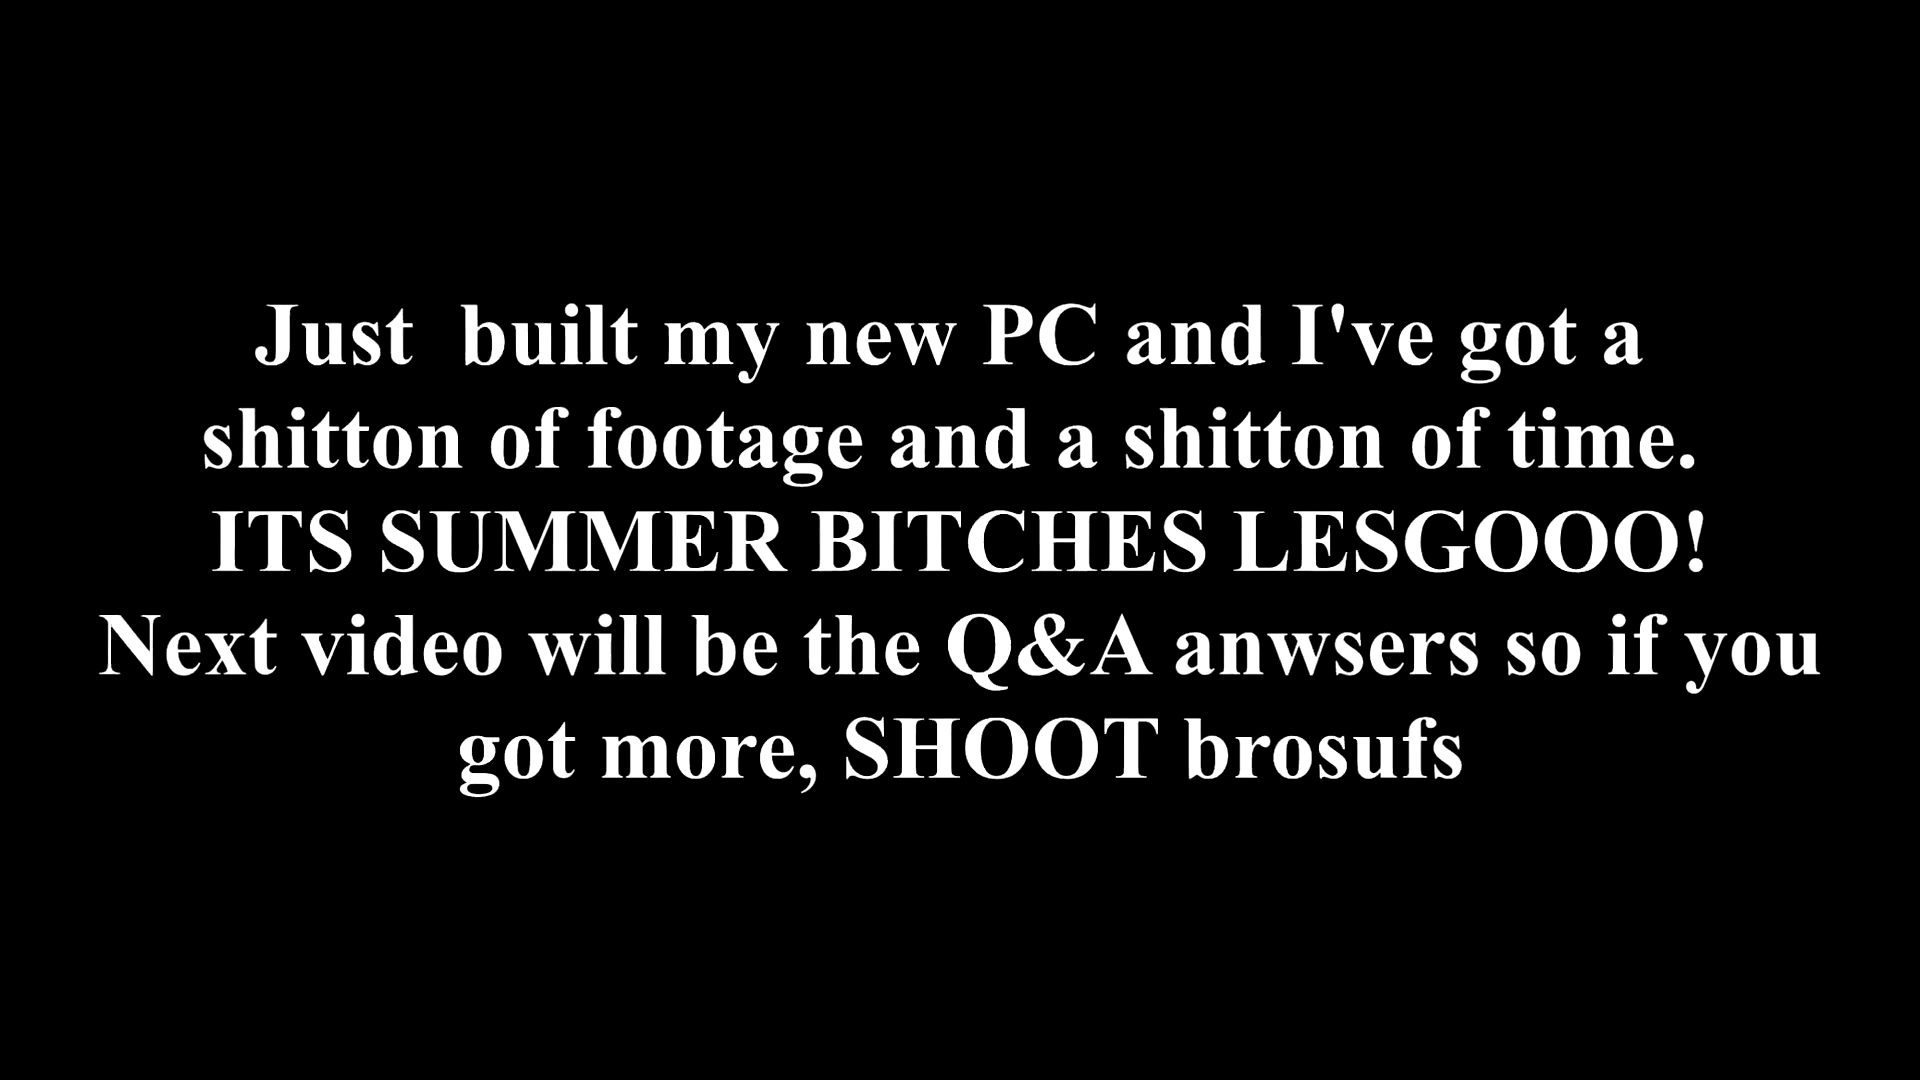 Just  built my new PC and I've got a
shitton of footage and a shitton of time.
ITS SUMMER BITCHES LESGOOO!
Next video will be the Q&A anwsers so if you
got more, SHOOT brosufs